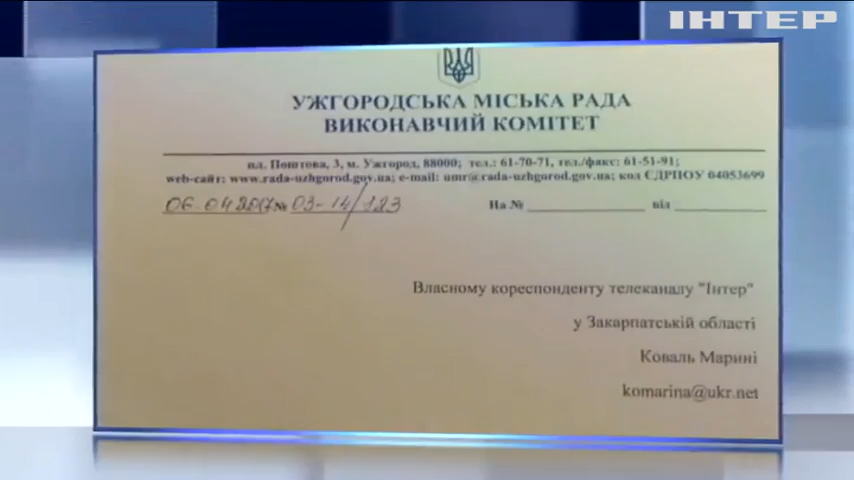 ІНТЕР
УЖГОРОДСЬКА МІСЬКА РАДА
ВИКОНАВЧИЙ КОМІТЕТ
пл. Поштова, 3, м. Ужгород, 88000; тел.: 61-70-71, тел./факс: 61-51-91;
web-сайт: www.rada-uzhgorod.gov.ua; e-mail: umr@rada-uzhgorod.gov.ua; код ЄДРПОУ 04053699
06.04.2017 № 03-14/123 На № від
Власному кореспонденту телеканалу "Інтер"
у Закарпатській області
Коваль Марині
komarina@ukr.net